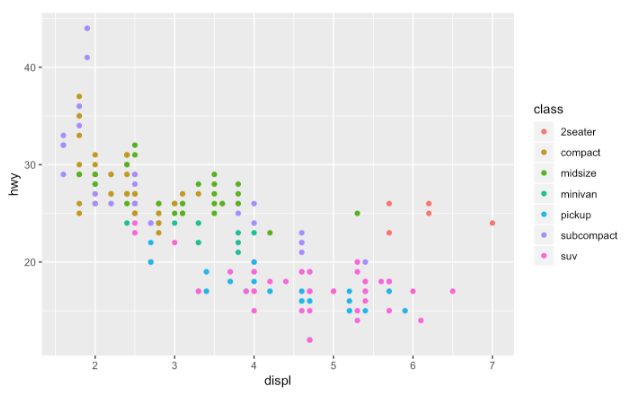 40
30
20
hwy
2 3 4 5 6 7
displ
class
2seater
compact
midsize
minivan
pickup
subcompact
suv